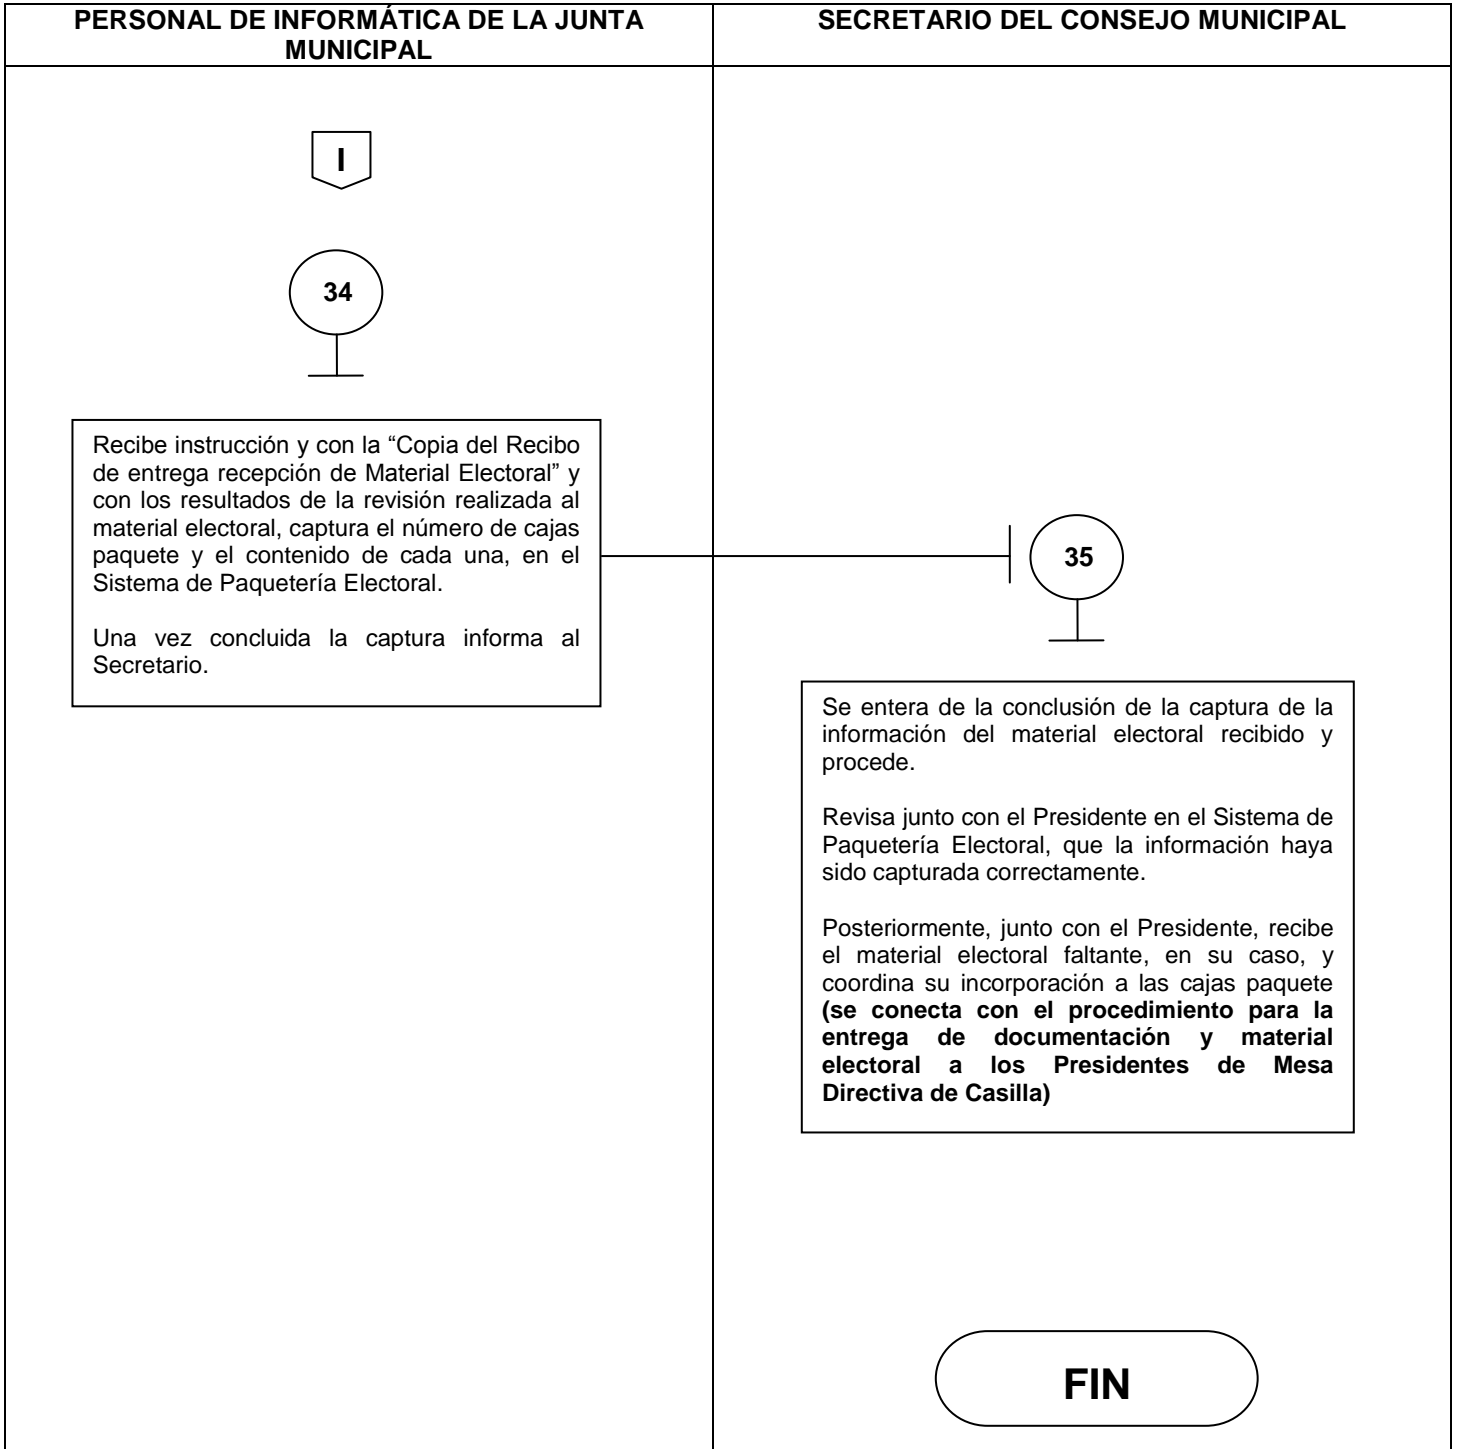 PERSONAL DE INFORMÁTICA DE LA JUNTA
MUNICIPAL
SECRETARIO DEL CONSEJO MUNICIPAL
I
34
Recibe instrucción y con la “Copia del Recibo
de entrega recepción de Material Electoral” y
con los resultados de la revisión realizada al
material electoral, captura el número de cajas
paquete y el contenido de cada una, en el
Sistema de Paquetería Electoral.
Una vez concluida la captura informa al
Secretario.
35
Se entera de la conclusión de la captura de la
información del material electoral recibido y
procede.
Revisa junto con el Presidente en el Sistema de
Paquetería Electoral, que la información haya
sido capturada correctamente.
Posteriormente, junto con el Presidente, recibe
el material electoral faltante, en su caso, y
coordina su incorporación a las cajas paquete
(se conecta con el procedimiento para la
entrega de documentación y material
electoral a los Presidentes de Mesa
Directiva de Casilla)
FIN